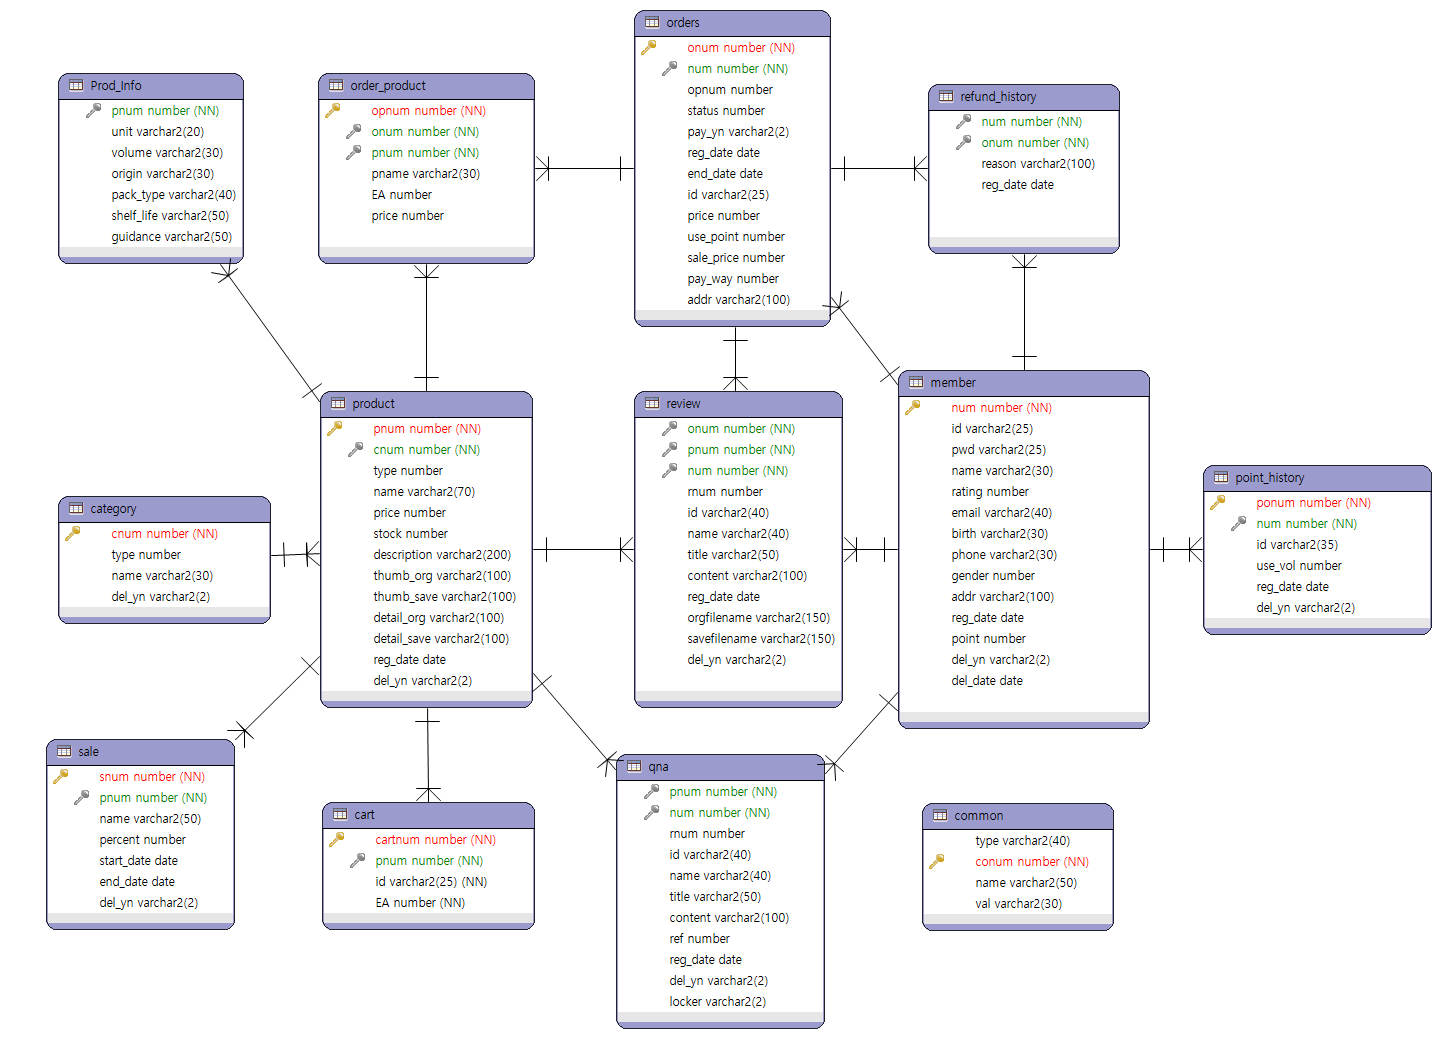 orders
onum number (NN)
num number (NN)
opnum number
status number
pay_yn varchar2(2)
reg_date date
end_date date
id varchar2(25)
price number
use_point number
sale_price number
pay_way number
addr varchar2(100)
Prod_Info
pnum number (NN)
unit varchar2(20)
volume varchar2(30)
origin varchar2(30)
pack_type varchar2(40)
shelf_life varchar2(50)
guidance varchar2(50)
order_product
opnum number (NN)
onum number (NN)
pnum number (NN)
pname varchar2(30)
EA number
price number
refund_history
num number (NN)
onum number (NN)
reason varchar2(100)
reg_date date
product
pnum number (NN)
cnum number (NN)
type number
name varchar2(70)
price number
stock number
description varchar2(200)
thumb_org varchar2(100)
thumb_save varchar2(100)
detail_org varchar2(100)
detail_save varchar2(100)
reg_date date
del_yn varchar2(2)
review
onum number (NN)
pnum number (NN)
num number (NN)
rnum number
id varchar2(40)
name varchar2(40)
title varchar2(50)
content varchar2(100)
reg_date date
orgfilename varchar2(150)
savefilename varchar2(150)
del_yn varchar2(2)
member
num number (NN)
id varchar2(25)
pwd varchar2(25)
name varchar2(30)
rating number
email varchar2(40)
birth varchar2(30)
phone varchar2(30)
gender number
addr varchar2(100)
reg_date date
point number
del_yn varchar2(2)
del_date date
point_history
ponum number (NN)
num number (NN)
id varchar2(35)
use_vol number
reg_date date
del_yn varchar2(2)
category
cnum number (NN)
type number
name varchar2(30)
del_yn varchar2(2)
sale
snum number (NN)
pnum number (NN)
name varchar2(50)
percent number
start_date date
end_date date
del_yn varchar2(2)
cart
cartnum number (NN)
pnum number (NN)
id varchar2(25) (NN)
EA number (NN)
qna
pnum number (NN)
num number (NN)
rnum number
id varchar2(40)
name varchar2(40)
title varchar2(50)
content varchar2(100)
ref number
reg_date date
del_yn varchar2(2)
locker varchar2(2)
common
type varchar2(40)
conum number (NN)
name varchar2(50)
val varchar2(30)